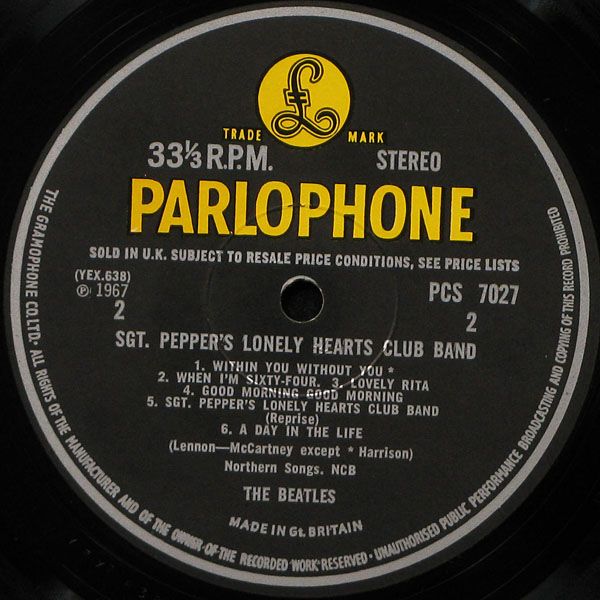 £
TRADE MARK
33⅓ R.P.M. STEREO
PARLOPHONE
SOLD IN U.K. SUBJECT TO RESALE PRICE CONDITIONS, SEE PRICE LISTS
(YEX.638)
℗ 1967 PCS 7027
2 2
SGT. PEPPER'S LONELY HEARTS CLUB BAND
1. WITHIN YOU WITHOUT YOU *
2. WHEN I'M SIXTY-FOUR. 3. LOVELY RITA
4. GOOD MORNING GOOD MORNING
5. SGT. PEPPER'S LONELY HEARTS CLUB BAND
(Reprise)
6. A DAY IN THE LIFE
(Lennon—McCartney except * Harrison)
Northern Songs. NCB
THE BEATLES
MADE IN Gt. BRITAIN
THE GRAMOPHONE CO. LTD. · ALL RIGHTS OF THE MANUFACTURER AND OF THE OWNER OF THE RECORDED WORK RESERVED · UNAUTHORISED PUBLIC PERFORMANCE BROADCASTING AND COPYING OF THIS RECORD PROHIBITED